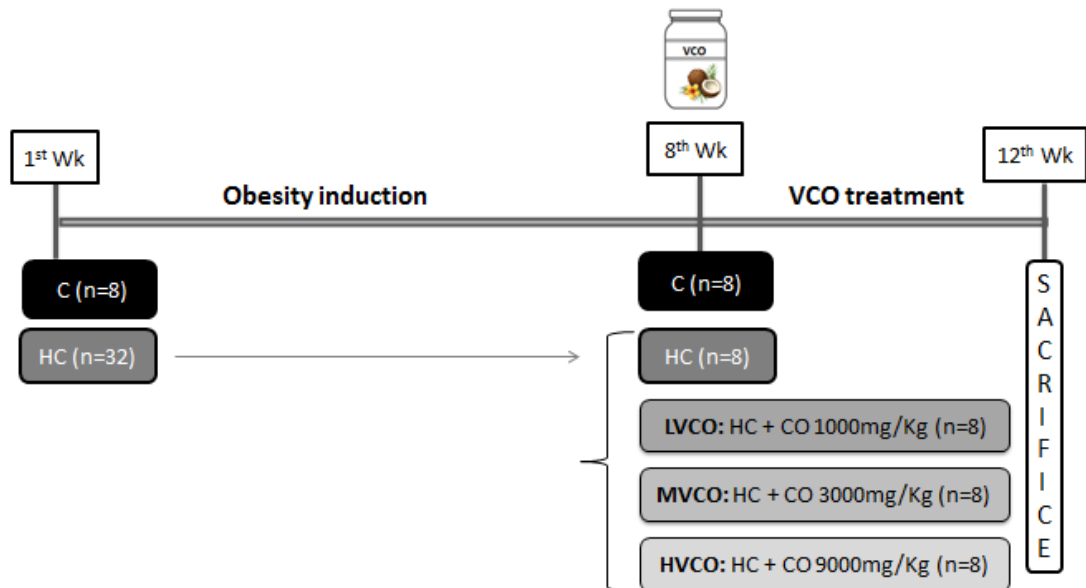 VCO
1st Wk
8th Wk
12th Wk
Obesity induction
VCO treatment
C (n=8)
C (n=8)
HC (n=32)
HC (n=8)
LVCO: HC + CO 1000mg/Kg (n=8)
MVCO: HC + CO 3000mg/Kg (n=8)
HVCO: HC + CO 9000mg/Kg (n=8)
SACRIFICE